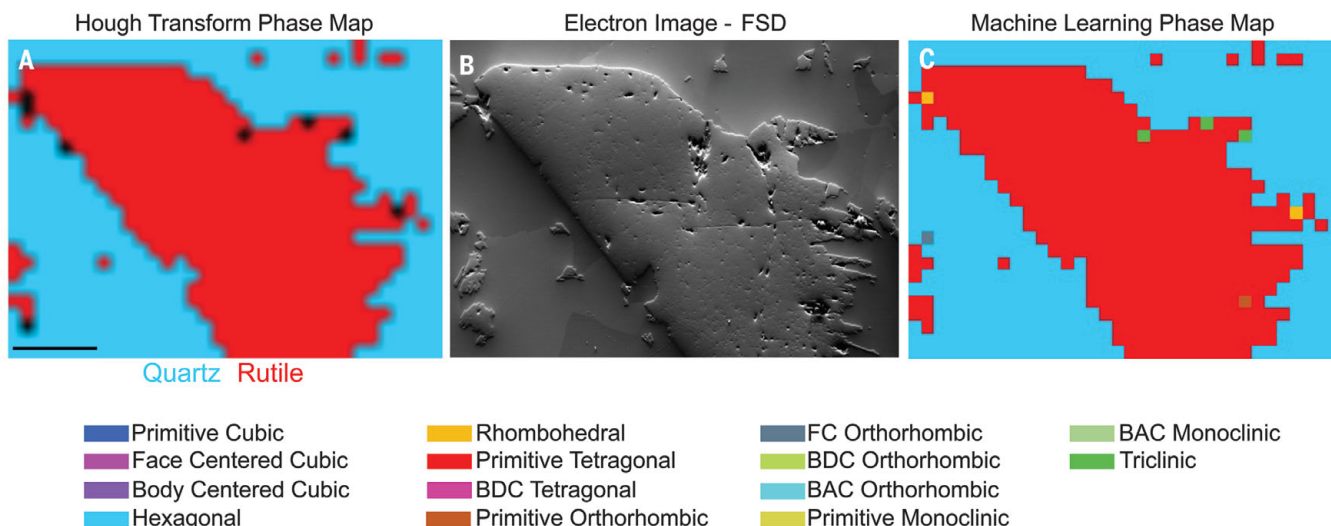 Hough Transform Phase Map
Electron Image - FSD
Machine Learning Phase Map
A
B
C
Quartz Rutile
Primitive Cubic
Face Centered Cubic
Body Centered Cubic
Hexagonal
Rhombohedral
Primitive Tetragonal
BDC Tetragonal
Primitive Orthorhombic
FC Orthorhombic
BDC Orthorhombic
BAC Orthorhombic
Primitive Monoclinic
BAC Monoclinic
Triclinic